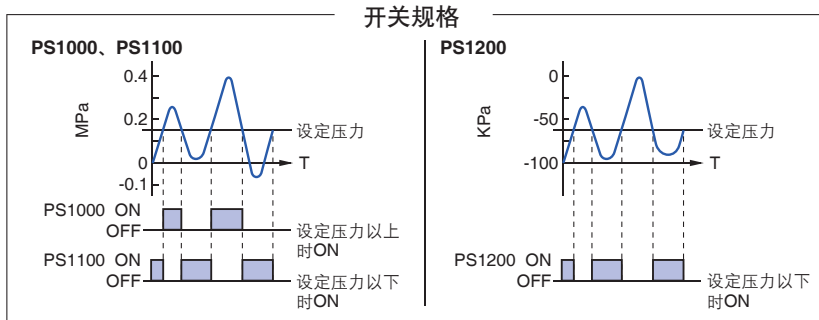 开关规格
PS1000、PS1100
0.4
0.2
0
-0.1
MPa
设定压力
T
PS1000 ON
OFF
设定压力以上
时ON
PS1100 ON
OFF
设定压力以下
时ON
PS1200
0
-50
-100
KPa
设定压力
T
PS1200 ON
OFF
设定压力以下
时ON